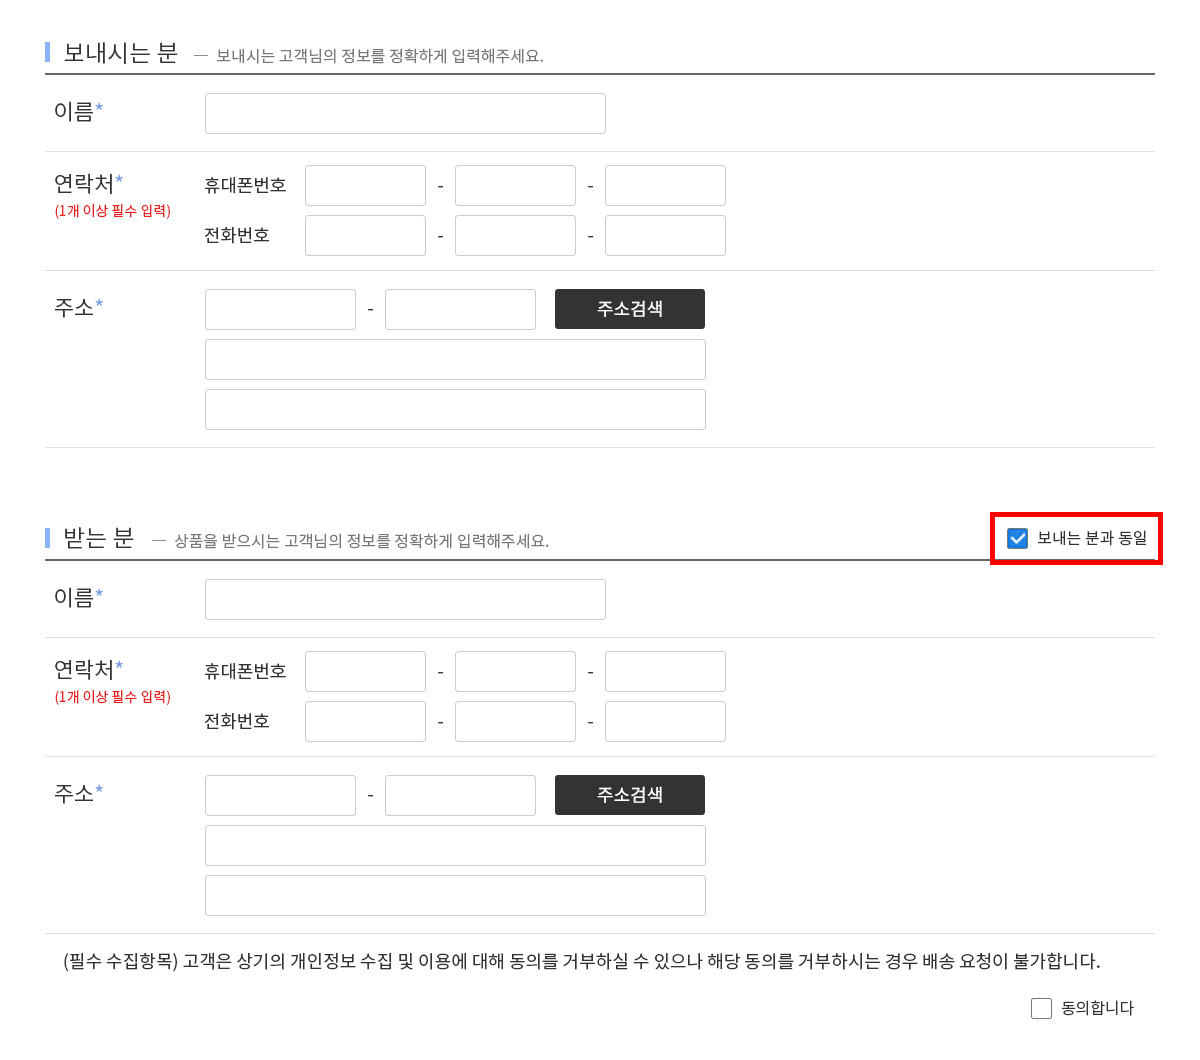 보내시는 분 — 보내시는 고객님의 정보를 정확하게 입력해주세요.
이름*
연락처* 휴대폰번호 - -
(1개 이상 필수 입력)
전화번호 - -
주소* - 주소검색
받는 분 — 상품을 받으시는 고객님의 정보를 정확하게 입력해주세요. 보내는 분과 동일
이름*
연락처* 휴대폰번호 - -
(1개 이상 필수 입력)
전화번호 - -
주소* - 주소검색
(필수 수집항목) 고객은 상기의 개인정보 수집 및 이용에 대해 동의를 거부하실 수 있으나 해당 동의를 거부하시는 경우 배송 요청이 불가합니다.
동의합니다